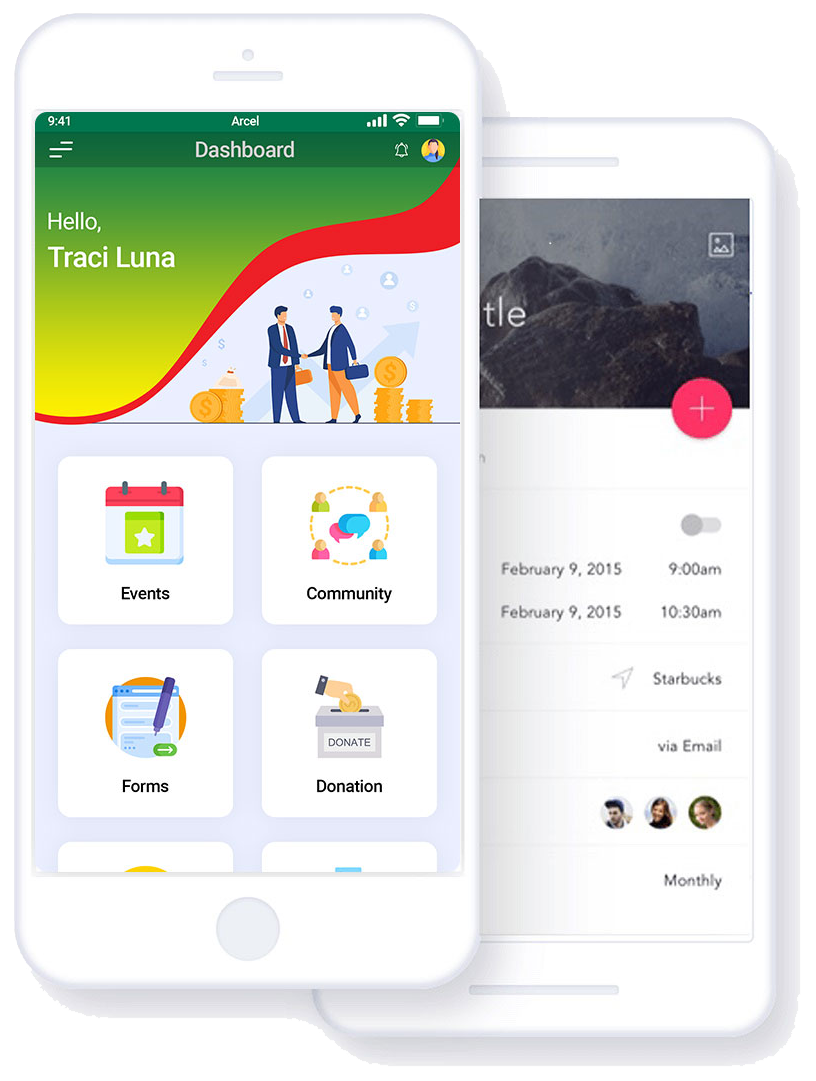 9:41
Arcel
Dashboard
Hello,
Traci Luna
Events
Community
Forms
DONATE
Donation
tle
February 9, 2015 9:00am
February 9, 2015 10:30am
Starbucks
via Email
Monthly